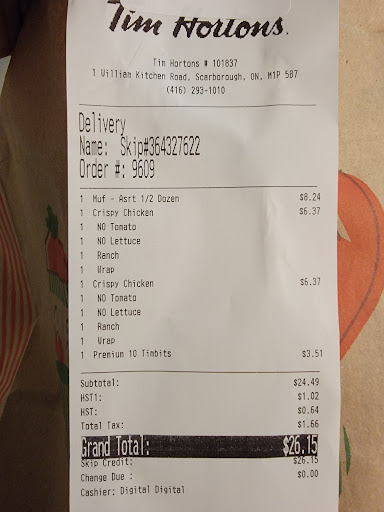 Tim Hortons.
Tim Hortons # 101837
1 William Kitchen Road, Scarborough, ON, M1P 5B7
(416) 293-1010
Delivery
Name: Skip#364327622
Order #: 9609
1 Muf - Asrt 1/2 Dozen $8.24
1 Crispy Chicken $6.37
1 NO Tomato
1 NO Lettuce
1 Ranch
1 Wrap
1 Crispy Chicken $6.37
1 NO Tomato
1 NO Lettuce
1 Ranch
1 Wrap
1 Premium 10 Timbits $3.51
Subtotal: $24.49
HST1: $1.02
HST: $0.64
Total Tax: $1.66
Grand Total: $26.15
Skip Credit: $26.15
Change Due : $0.00
Cashier: Digital Digital